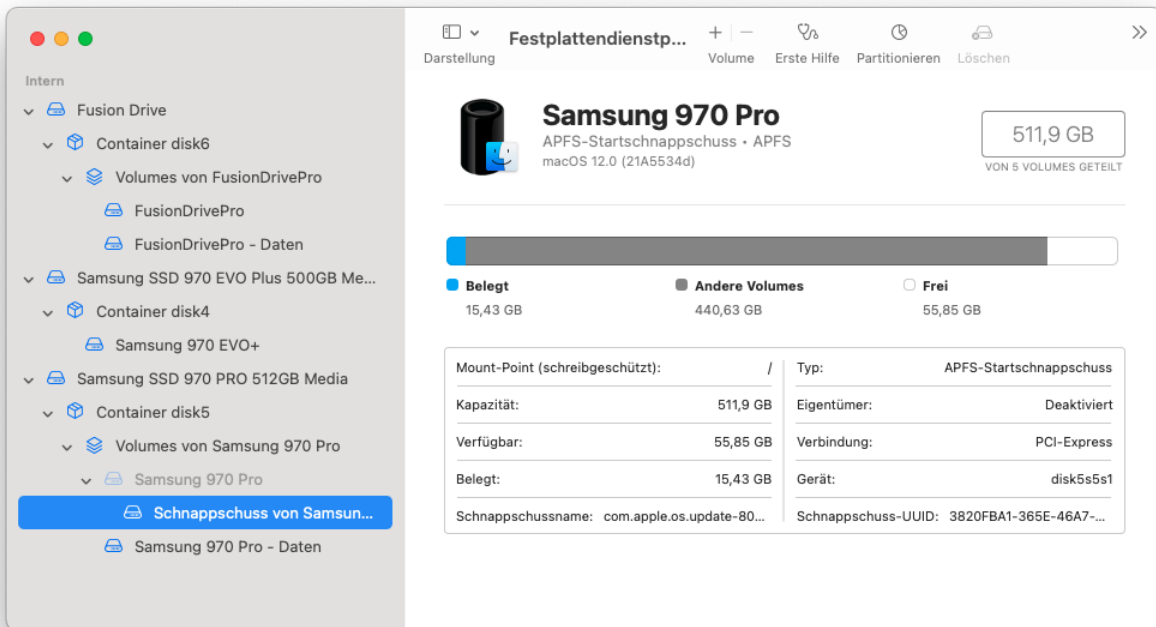 Darstellung
Festplattendienstp...
Volume
Erste Hilfe
Partitionieren
Löschen
Intern
Fusion Drive
Container disk6
Volumes von FusionDrivePro
FusionDrivePro
FusionDrivePro - Daten
Samsung SSD 970 EVO Plus 500GB Me...
Container disk4
Samsung 970 EVO+
Samsung SSD 970 PRO 512GB Media
Container disk5
Volumes von Samsung 970 Pro
Samsung 970 Pro
Schnappschuss von Samsun...
Samsung 970 Pro - Daten
Samsung 970 Pro
APFS-Startschnappschuss • APFS
macOS 12.0 (21A5534d)
511,9 GB
VON 5 VOLUMES GETEILT
Belegt
15,43 GB
Andere Volumes
440,63 GB
Frei
55,85 GB
Mount-Point (schreibgeschützt): /
Kapazität: 511,9 GB
Verfügbar: 55,85 GB
Belegt: 15,43 GB
Schnappschussname: com.apple.os.update-80...
Typ: APFS-Startschnappschuss
Eigentümer: Deaktiviert
Verbindung: PCI-Express
Gerät: disk5s5s1
Schnappschuss-UUID: 3820FBA1-365E-46A7-...